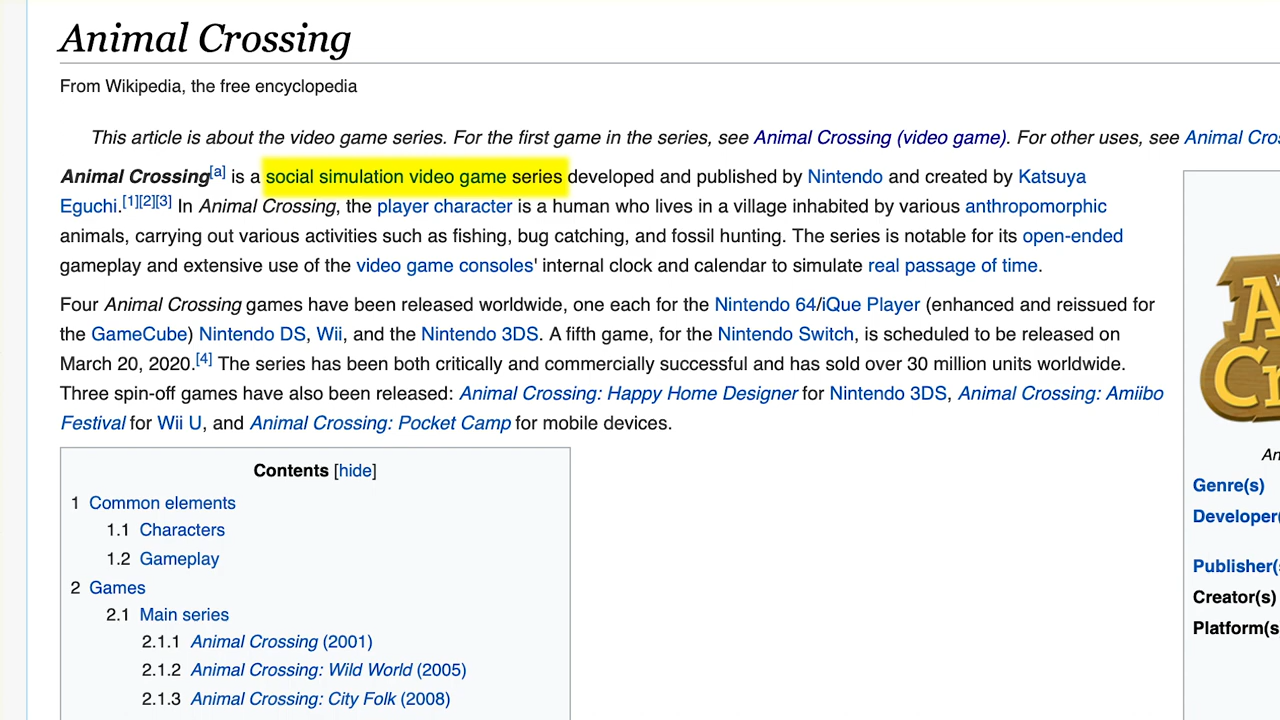 Animal Crossing
From Wikipedia, the free encyclopedia
This article is about the video game series. For the first game in the series, see Animal Crossing (video game). For other uses, see Animal Cros
Animal Crossing[a] is a social simulation video game series developed and published by Nintendo and created by Katsuya
Eguchi.[1][2][3] In Animal Crossing, the player character is a human who lives in a village inhabited by various anthropomorphic
animals, carrying out various activities such as fishing, bug catching, and fossil hunting. The series is notable for its open-ended
gameplay and extensive use of the video game consoles' internal clock and calendar to simulate real passage of time.
Four Animal Crossing games have been released worldwide, one each for the Nintendo 64/iQue Player (enhanced and reissued for
the GameCube) Nintendo DS, Wii, and the Nintendo 3DS. A fifth game, for the Nintendo Switch, is scheduled to be released on
March 20, 2020.[4] The series has been both critically and commercially successful and has sold over 30 million units worldwide.
Three spin-off games have also been released: Animal Crossing: Happy Home Designer for Nintendo 3DS, Animal Crossing: Amiibo
Festival for Wii U, and Animal Crossing: Pocket Camp for mobile devices.
Contents [hide]
1 Common elements
1.1 Characters
1.2 Gameplay
2 Games
2.1 Main series
2.1.1 Animal Crossing (2001)
2.1.2 Animal Crossing: Wild World (2005)
2.1.3 Animal Crossing: City Folk (2008)
A
Cr
An
Genre(s)
Developer(
Publisher(s
Creator(s)
Platform(s